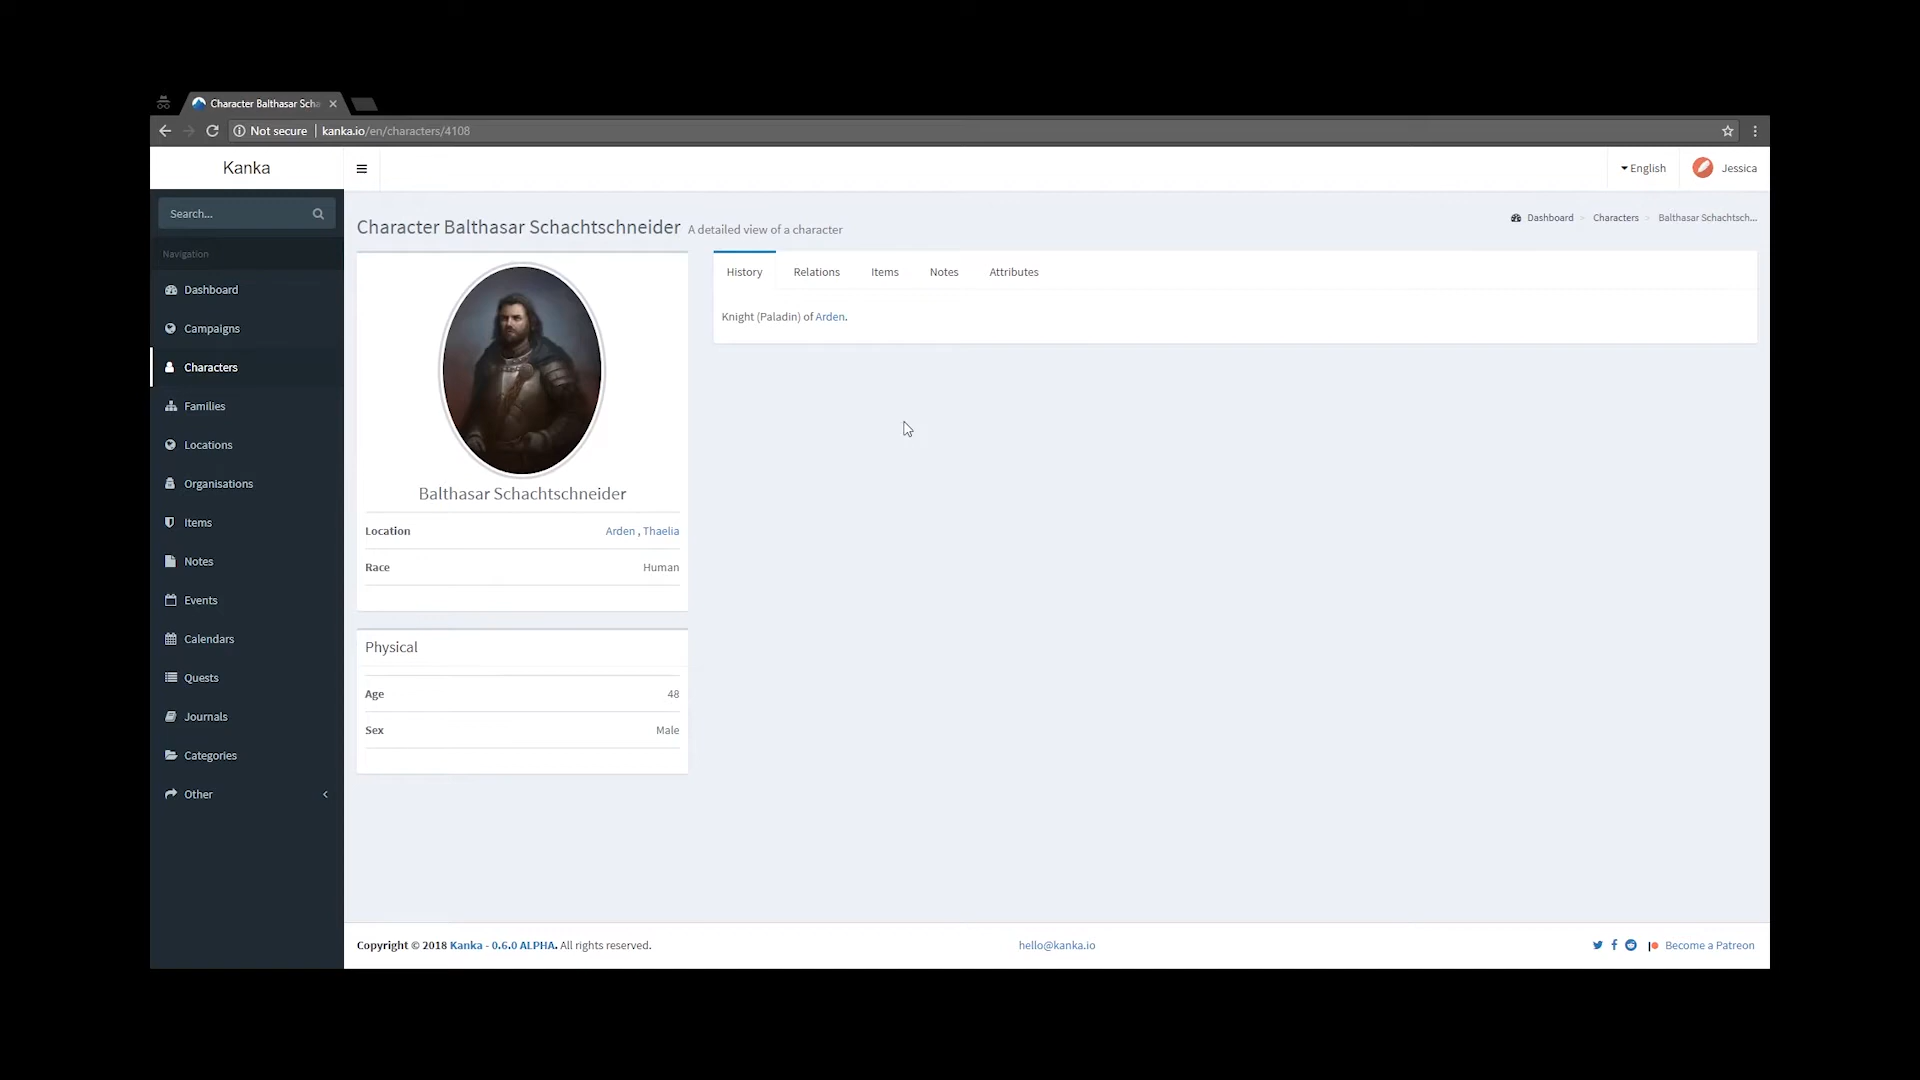 Character Balthasar Scha
Not secure | kanka.io/en/characters/4108
Kanka
English
Jessica
Search...
Navigation
Dashboard
Campaigns
Characters
Families
Locations
Organisations
Items
Notes
Events
Calendars
Quests
Journals
Categories
Other
Character Balthasar Schachtschneider A detailed view of a character
Dashboard > Characters > Balthasar Schachtsch...
Balthasar Schachtschneider
Location Arden , Thaelia
Race Human
Physical
Age 48
Sex Male
History Relations Items Notes Attributes
Knight (Paladin) of Arden.
Copyright © 2018 Kanka - 0.6.0 ALPHA. All rights reserved.
hello@kanka.io
Become a Patreon